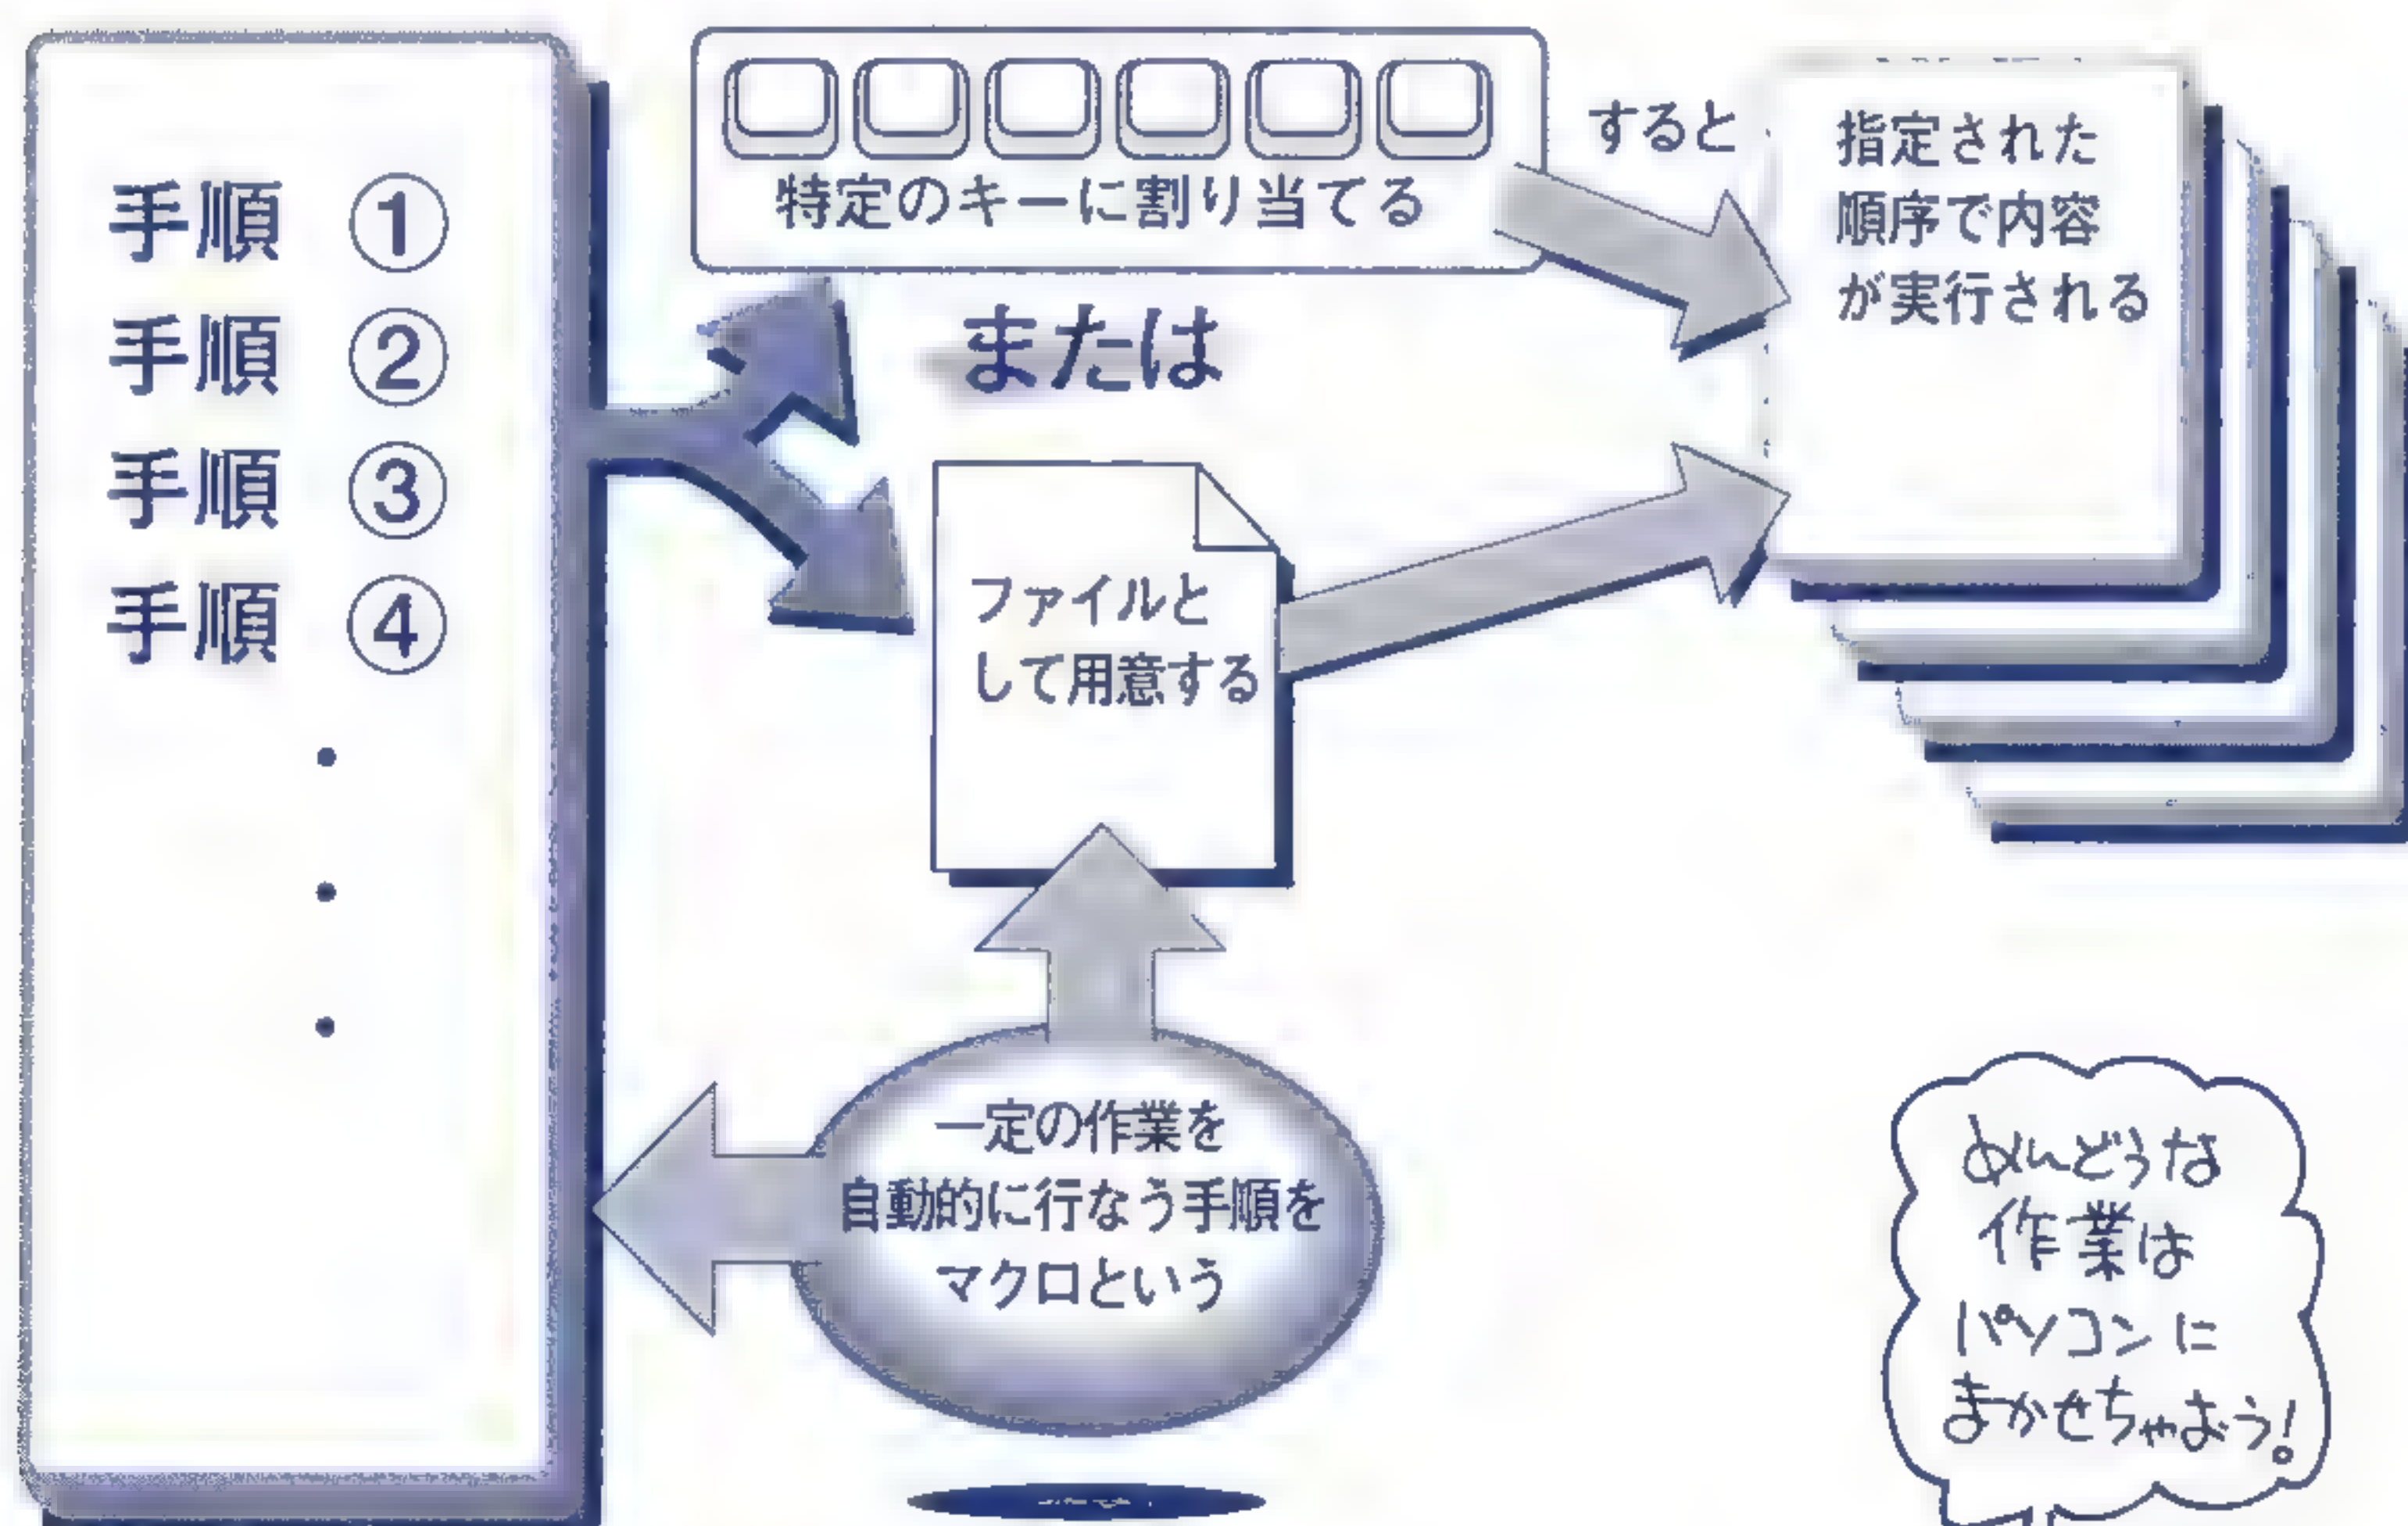 手順 ①
手順 ②
手順 ③
手順 ④
・
・
・
特定のキーに割り当てる
または
ファイルと
して用意する
すると
指定された
順序で内容
が実行される
一定の作業を
自動的に行なう手順を
マクロという
めんどうな
作業は
パソコンに
まかせちゃおう!